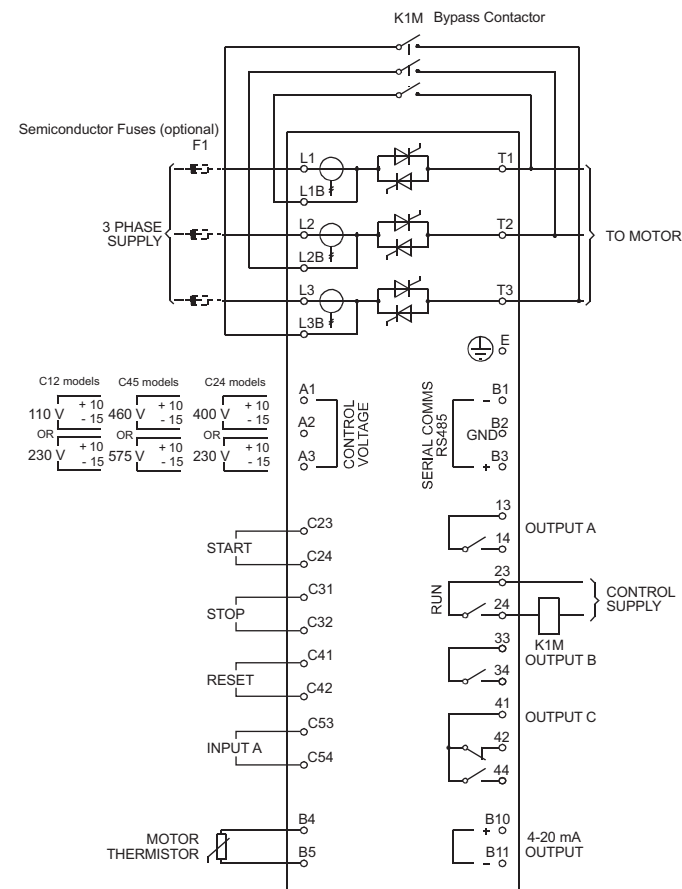 K1M Bypass Contactor
Semiconductor Fuses (optional)
F1
3 PHASE
SUPPLY
L1
L1B
L2
L2B
L3
L3B
T1
T2
T3
TO MOTOR
E
C12 models
110 V + 10 - 15
OR
230 V + 10 - 15
C45 models
460 V + 10 - 15
OR
575 V + 10 - 15
C24 models
400 V + 10 - 15
OR
230 V + 10 - 15
A1
A2
A3
CONTROL
VOLTAGE
SERIAL COMMS
RS485
- B1
GND B2
+ B3
START
C23
C24
STOP
C31
C32
RESET
C41
C42
INPUT A
C53
C54
MOTOR
THERMISTOR
B4
B5
13
14
OUTPUT A
RUN
23
24
K1M
CONTROL
SUPPLY
33
34
OUTPUT B
41
42
44
OUTPUT C
B10
+
B11
-
4-20 mA
OUTPUT